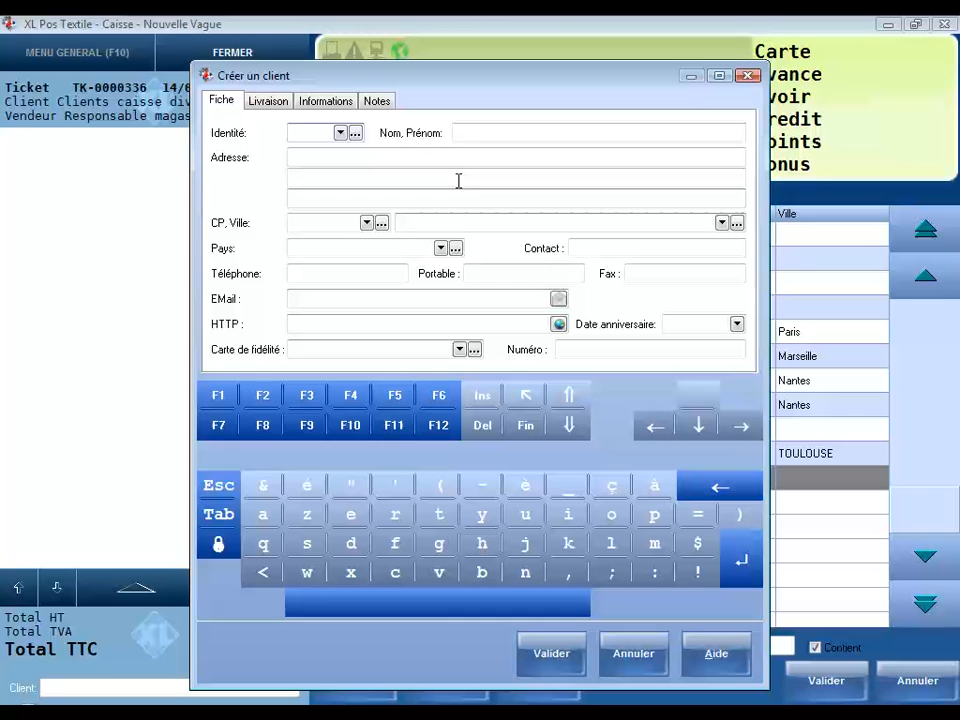 XL Pos Textile - Caisse - Nouvelle Vague
MENU GENERAL (F10)
FERMER
Ticket TK-0000336 14/0
Client Clients caisse div
Vendeur Responsable magas
Carte
vance
voir
redit
oints
onus
Créer un client
Fiche
Livraison
Informations
Notes
Identité:
Nom, Prénom:
Adresse:
CP, Ville:
Pays:
Contact :
Téléphone:
Portable :
Fax :
EMail :
HTTP :
Date anniversaire:
Carte de fidélité :
Numéro :
F1 F2 F3 F4 F5 F6 Ins
F7 F8 F9 F10 F11 F12 Del Fin
Esc & é " ' ( - è _ ç à
Tab a z e r t y u i o p = )
q s d f g h j k l m $
< w x c v b n , ; : !
Valider
Annuler
Aide
Ville
Paris
Marseille
Nantes
Nantes
TOULOUSE
Total HT
Total TVA
Total TTC
Client:
Contient
Valider
Annuler